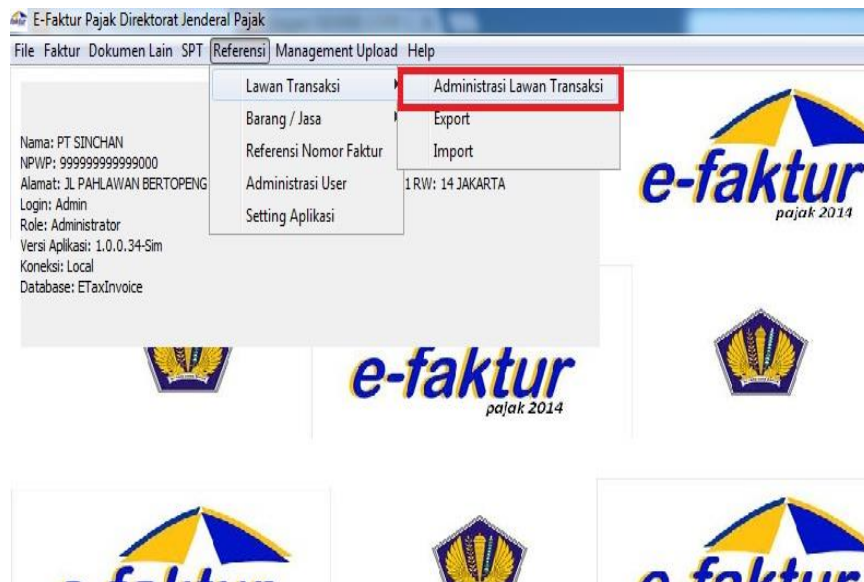 E-Faktur Pajak Direktorat Jenderal Pajak
File Faktur Dokumen Lain SPT Referensi Management Upload Help
Lawan Transaksi
Barang / Jasa
Referensi Nomor Faktur
Administrasi User
Setting Aplikasi
Administrasi Lawan Transaksi
Export
Import
Nama: PT SINCHAN
NPWP: 999999999999000
Alamat: JL PAHLAWAN BERTOPENG 1 RW: 14 JAKARTA
Login: Admin
Role: Administrator
Versi Aplikasi: 1.0.0.34-Sim
Koneksi: Local
Database: ETaxInvoice
e-faktur
pajak 2014
e-faktur
pajak 2014
e-faktur
e-faktur